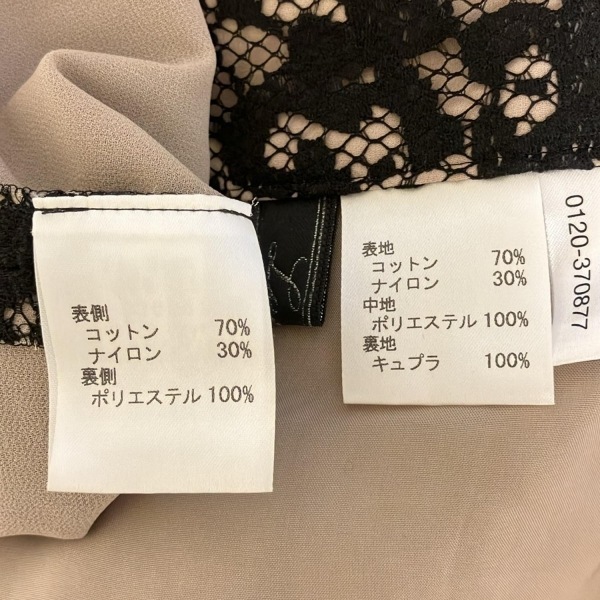 表側
コットン 70%
ナイロン 30%
裏側
ポリエステル 100%
表地
コットン 70%
ナイロン 30%
中地
ポリエステル 100%
裏地
キュプラ 100%
0120-370877